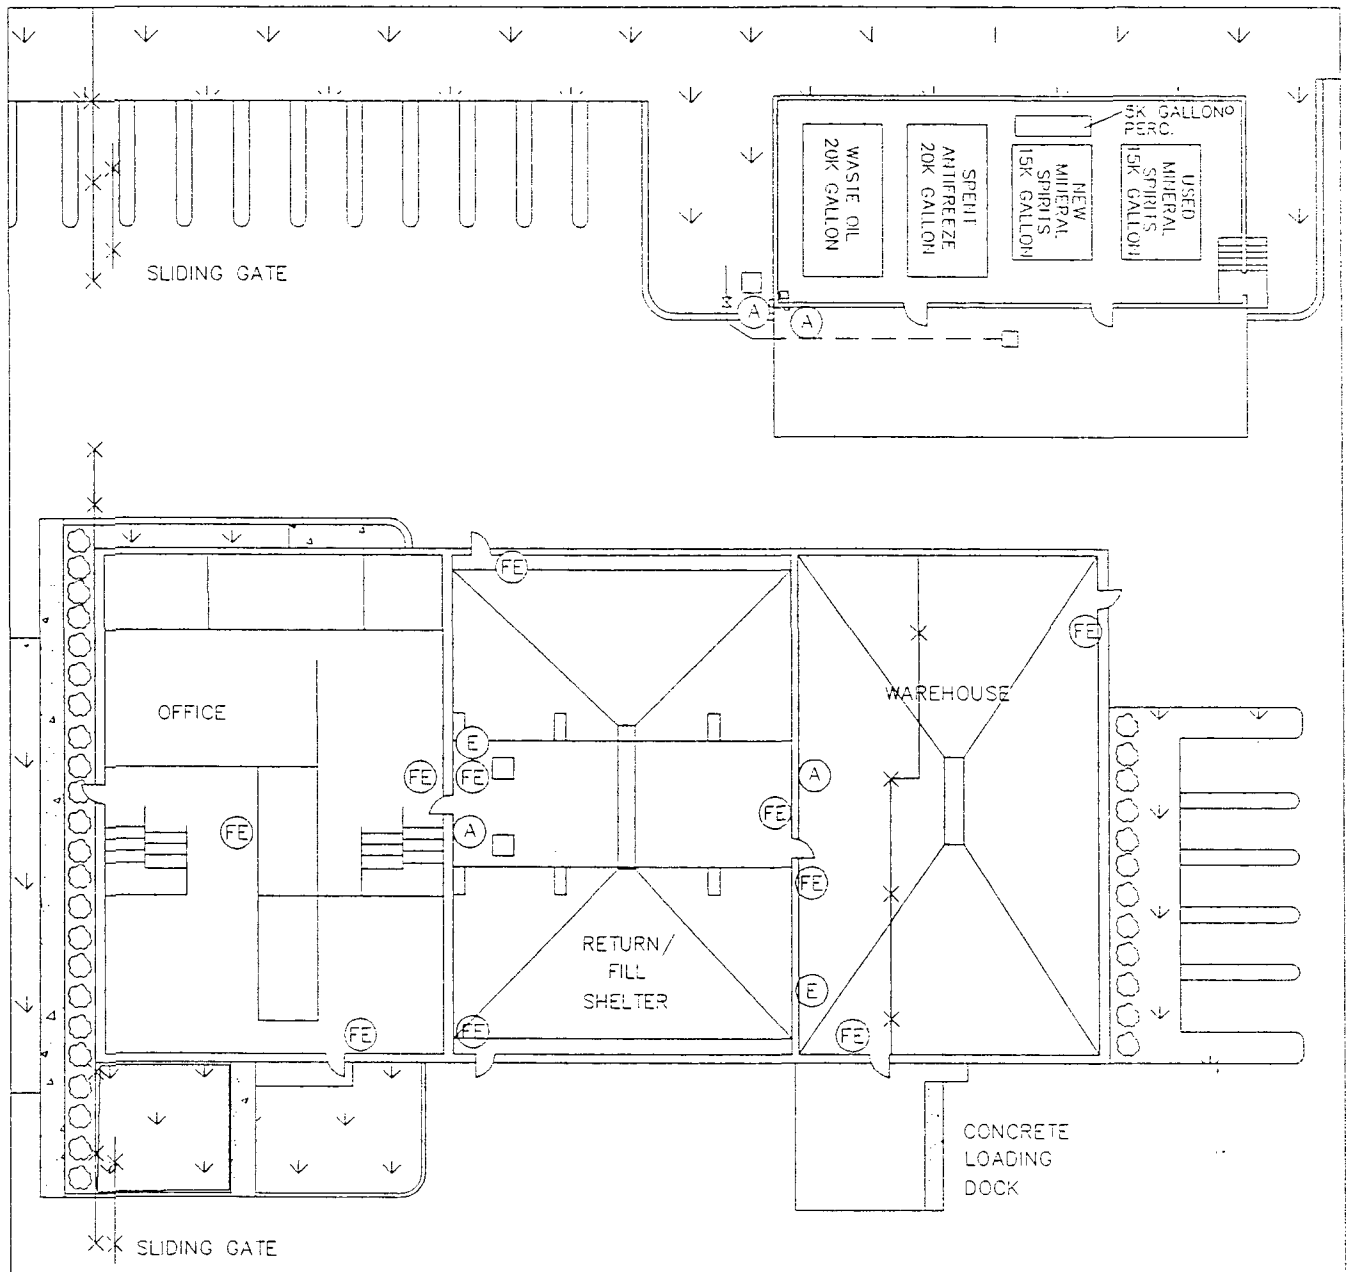 5K GALLON
PERC.
WASTE OIL
20K GALLON
SPENT
ANTIFREEZE
20K GALLON
NEW
MINERAL
SPIRITS
15K GALLON
USED
MINERAL
SPIRITS
15K GALLON
SLIDING GATE
A
A
FE
FE
WAREHOUSE
OFFICE
E
FE
FE
A
FE
A
FE
FE
RETURN/
FILL
SHELTER
E
FE
FE
FE
CONCRETE
LOADING
DOCK
SLIDING GATE